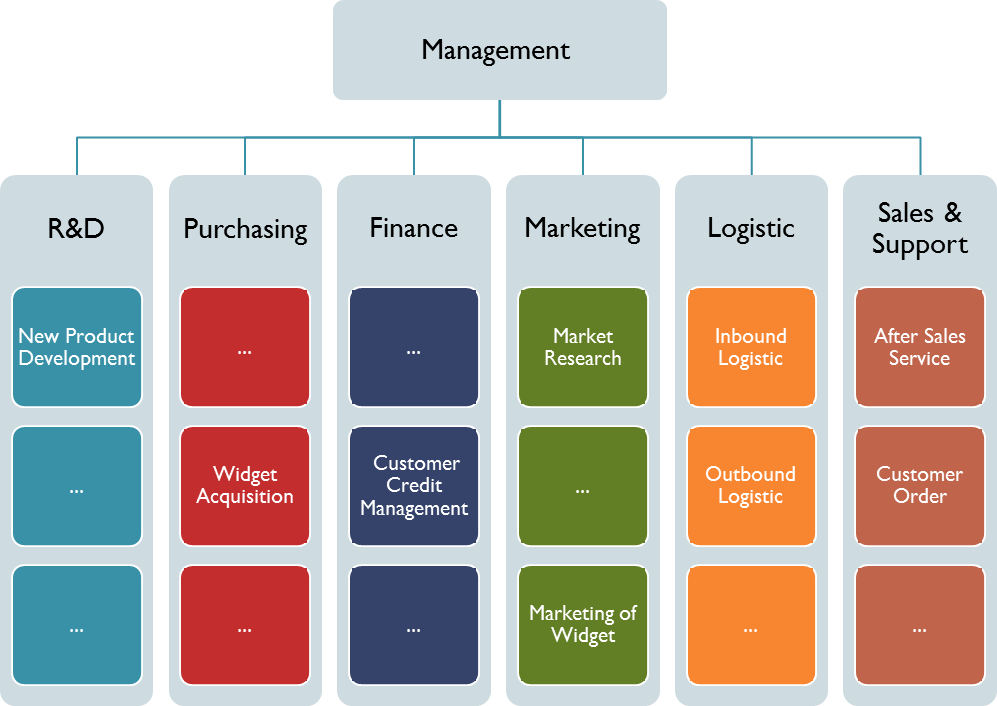 Management
R&D
Purchasing
Finance
Marketing
Logistic
Sales &
Support
New Product
Development
...
...
Market
Research
Inbound
Logistic
After Sales
Service
...
Widget
Acquisition
Customer
Credit
Management
...
Outbound
Logistic
Customer
Order
...
...
...
Marketing of
Widget
...
...